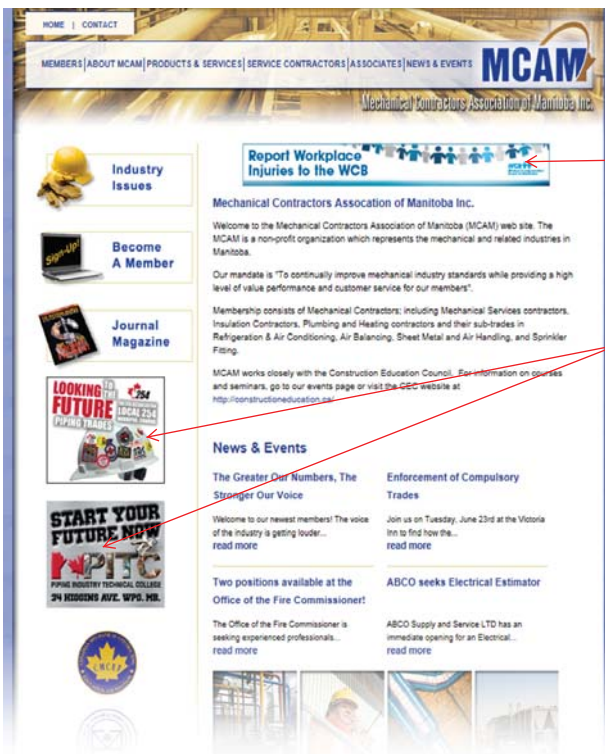 HOME | CONTACT
MEMBERS | ABOUT MCAM | PRODUCTS & SERVICES | SERVICE CONTRACTORS | ASSOCIATES | NEWS & EVENTS
MCAM
Mechanical Contractors Association of Manitoba Inc.
Industry
Issues
Sign-Up!
Become
A Member
Journal
Magazine
LOOKING TO THE
FUTURE
254
LOCAL 254
PIPING TRADES
START YOUR
FUTURE NOW
PITC
PIPING INDUSTRY TECHNICAL COLLEGE
34 HIGGINS AVE. WPG, MB.
Report Workplace
Injuries to the WCB
Mechanical Contractors Assocation of Manitoba Inc.
Welcome to the Mechanical Contractors Association of Manitoba (MCAM) web site. The
MCAM is a non-profit organization which represents the mechanical and related industries in
Manitoba.
Our mandate is "To continually improve mechanical industry standards while providing a high
level of value performance and customer service for our members".
Membership consists of Mechanical Contractors; including Mechanical Services contractors,
Insulation Contractors, Plumbing and Heating contractors and their sub-trades in
Refrigeration & Air Conditioning, Air Balancing, Sheet Metal and Air Handling, and Sprinkler
Fitting.
MCAM works closely with the Construction Education Council. For information on courses
and seminars, go to our events page or visit the CEC website at
http://constructioneducation.ca/
News & Events
The Greater Our Numbers, The
Stronger Our Voice
Welcome to our newest members! The voice
of the industry is getting louder...
read more
Enforcement of Compulsory
Trades
Join us on Tuesday, June 23rd at the Victoria
Inn to find how the...
read more
Two positions available at the
Office of the Fire Commissioner!
The Office of the Fire Commissioner is
seeking experienced professionals...
read more
ABCO seeks Electrical Estimator
ABCO Supply and Service LTD has an
immediate opening for an Electrical...
read more